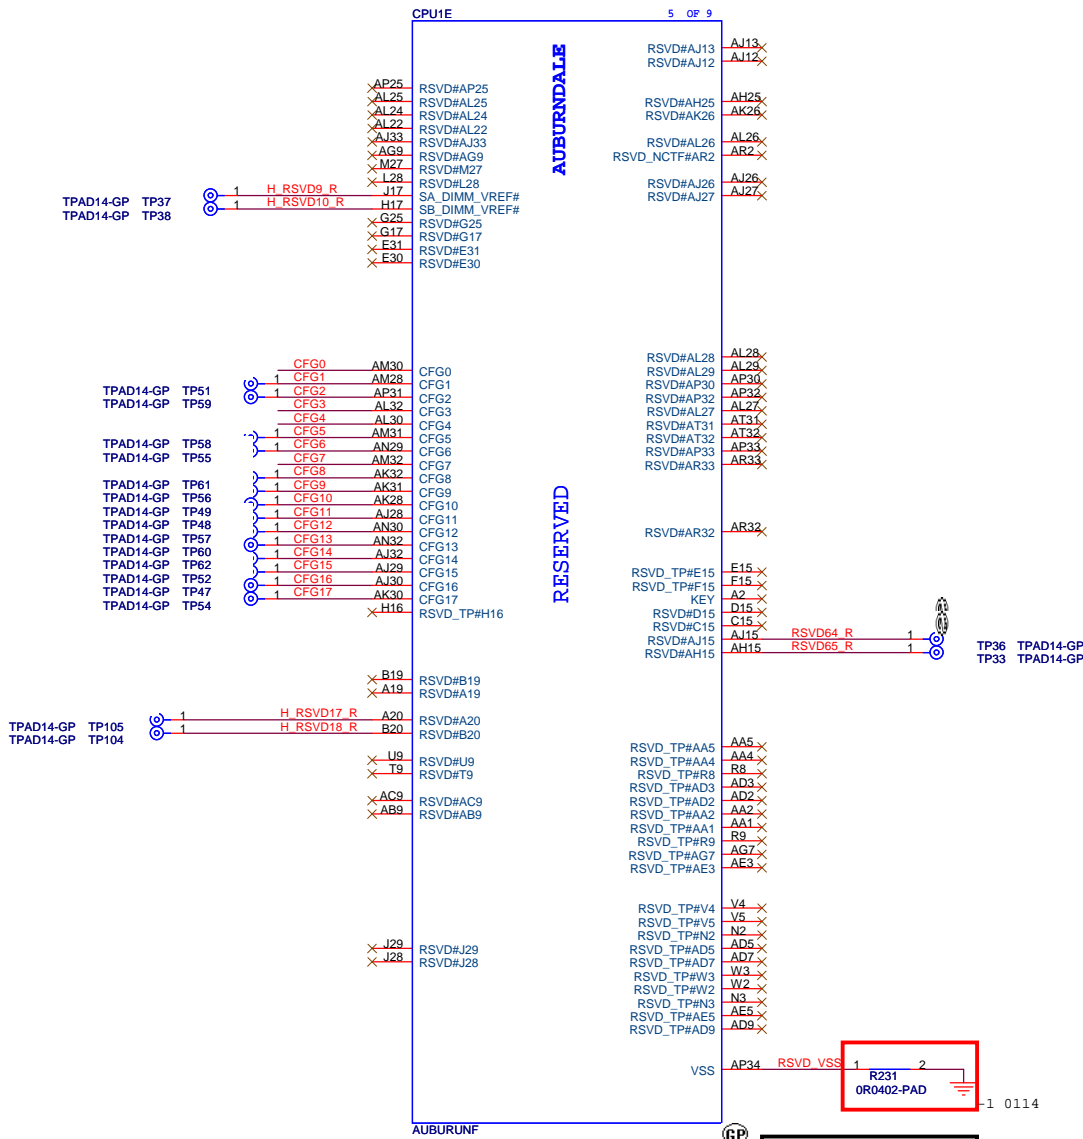 CPU1E 5 OF 9
AUBURNDALE
RESERVED
AP25 RSVD#AP25
AL25 RSVD#AL25
AL24 RSVD#AL24
AL22 RSVD#AL22
AJ33 RSVD#AJ33
AG9 RSVD#AG9
M27 RSVD#M27
L28 RSVD#L28
TPAD14-GP TP37 1 H_RSVD9_R J17 SA_DIMM_VREF#
TPAD14-GP TP38 1 H_RSVD10_R H17 SB_DIMM_VREF#
G25 RSVD#G25
G17 RSVD#G17
E31 RSVD#E31
E30 RSVD#E30
CFG0 AM30 CFG0
TPAD14-GP TP51 1 CFG1 AM28 CFG1
TPAD14-GP TP59 1 CFG2 AP31 CFG2
CFG3 AL32 CFG3
CFG4 AL30 CFG4
TPAD14-GP TP58 1 CFG5 AM31 CFG5
TPAD14-GP TP55 1 CFG6 AN29 CFG6
CFG7 AM32 CFG7
TPAD14-GP TP61 1 CFG8 AK32 CFG8
TPAD14-GP TP56 1 CFG9 AK31 CFG9
TPAD14-GP TP49 1 CFG10 AK28 CFG10
TPAD14-GP TP48 1 CFG11 AJ28 CFG11
TPAD14-GP TP57 1 CFG12 AN30 CFG12
TPAD14-GP TP60 1 CFG13 AN32 CFG13
TPAD14-GP TP62 1 CFG14 AJ32 CFG14
TPAD14-GP TP52 1 CFG15 AJ29 CFG15
TPAD14-GP TP47 1 CFG16 AJ30 CFG16
TPAD14-GP TP54 1 CFG17 AK30 CFG17
H16 RSVD_TP#H16
B19 RSVD#B19
A19 RSVD#A19
TPAD14-GP TP105 1 H_RSVD17_R A20 RSVD#A20
TPAD14-GP TP104 1 H_RSVD18_R B20 RSVD#B20
U9 RSVD#U9
T9 RSVD#T9
AC9 RSVD#AC9
AB9 RSVD#AB9
J29 RSVD#J29
J28 RSVD#J28
RSVD#AJ13 AJ13
RSVD#AJ12 AJ12
RSVD#AH25 AH25
RSVD#AK26 AK26
RSVD#AL26 AL26
RSVD_NCTF#AR2 AR2
RSVD#AJ26 AJ26
RSVD#AJ27 AJ27
RSVD#AL28 AL28
RSVD#AL29 AL29
RSVD#AP30 AP30
RSVD#AP32 AP32
RSVD#AL27 AL27
RSVD#AT31 AT31
RSVD#AT32 AT32
RSVD#AP33 AP33
RSVD#AR33 AR33
RSVD#AR32 AR32
RSVD_TP#E15 E15
RSVD_TP#F15 F15
KEY A2
RSVD#D15 D15
RSVD#C15 C15
RSVD#AJ15 AJ15 RSVD64_R 1 TP36 TPAD14-GP
RSVD#AH15 AH15 RSVD65_R 1 TP33 TPAD14-GP
RSVD_TP#AA5 AA5
RSVD_TP#AA4 AA4
RSVD_TP#R8 R8
RSVD_TP#AD3 AD3
RSVD_TP#AD2 AD2
RSVD_TP#AA2 AA2
RSVD_TP#AA1 AA1
RSVD_TP#R9 R9
RSVD_TP#AG7 AG7
RSVD_TP#AE3 AE3
RSVD_TP#V4 V4
RSVD_TP#V5 V5
RSVD_TP#N2 N2
RSVD_TP#AD5 AD5
RSVD_TP#AD7 AD7
RSVD_TP#W3 W3
RSVD_TP#W2 W2
RSVD_TP#N3 N3
RSVD_TP#AE5 AE5
RSVD_TP#AD9 AD9
VSS AP34 RSVD_VSS 1 2
R231
0R0402-PAD
-1 0114
AUBURUNF
GP